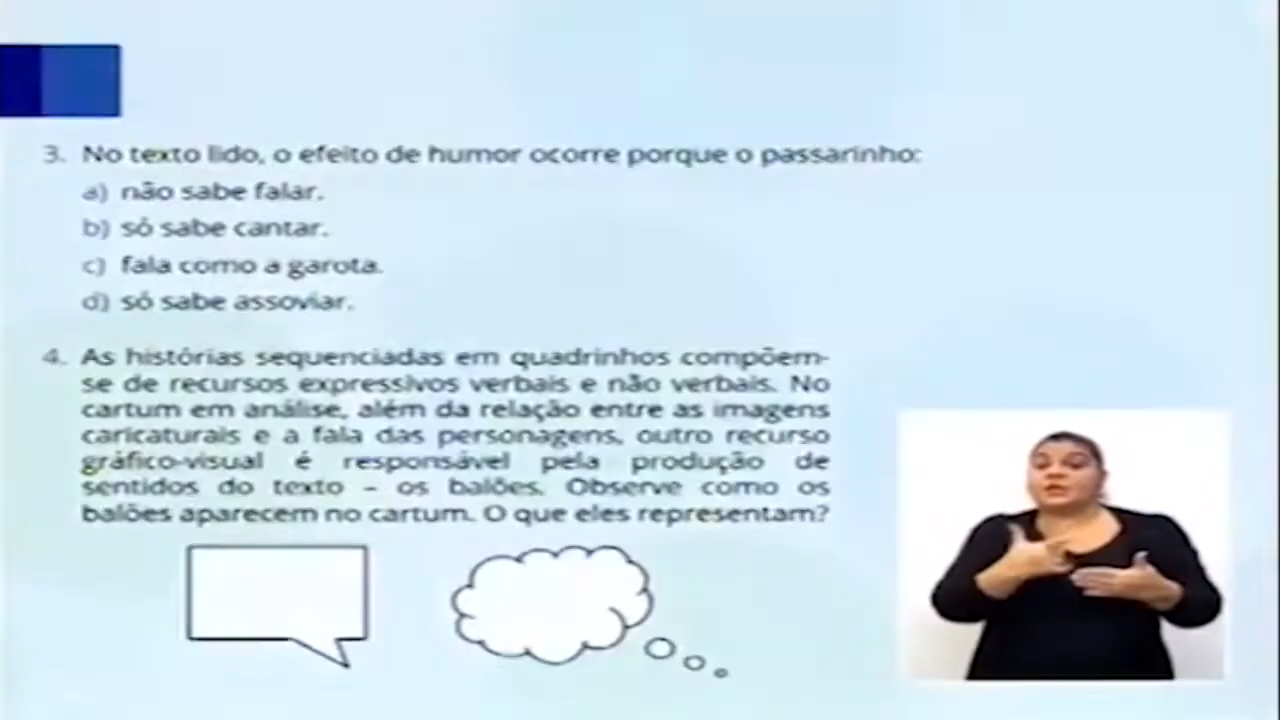 3. No texto lido, o efeito de humor ocorre porque o passarinho:
a) não sabe falar.
b) só sabe cantar.
c) fala como a garota.
d) só sabe assoviar.
4. As histórias sequenciadas em quadrinhos compõem-
se de recursos expressivos verbais e não verbais. No
cartum em análise, além da relação entre as imagens
caricaturais e a fala das personagens, outro recurso
gráfico-visual é responsável pela produção de
sentidos do texto – os balões. Observe como os
balões aparecem no cartum. O que eles representam?